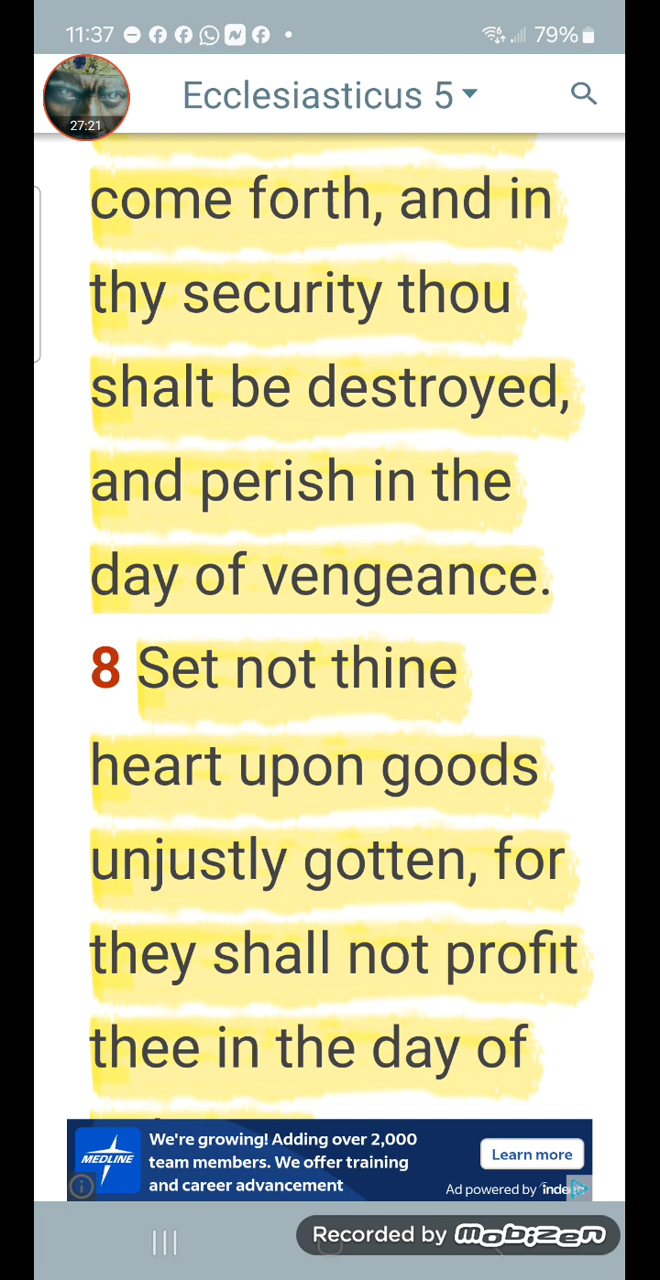 11:37
79%
27:21
Ecclesiasticus 5
come forth, and in
thy security thou
shalt be destroyed,
and perish in the
day of vengeance.
8 Set not thine
heart upon goods
unjustly gotten, for
they shall not profit
thee in the day of
MEDLINE
We're growing! Adding over 2,000
team members. We offer training
and career advancement
Learn more
Ad powered by indeed
Recorded by Mobizen